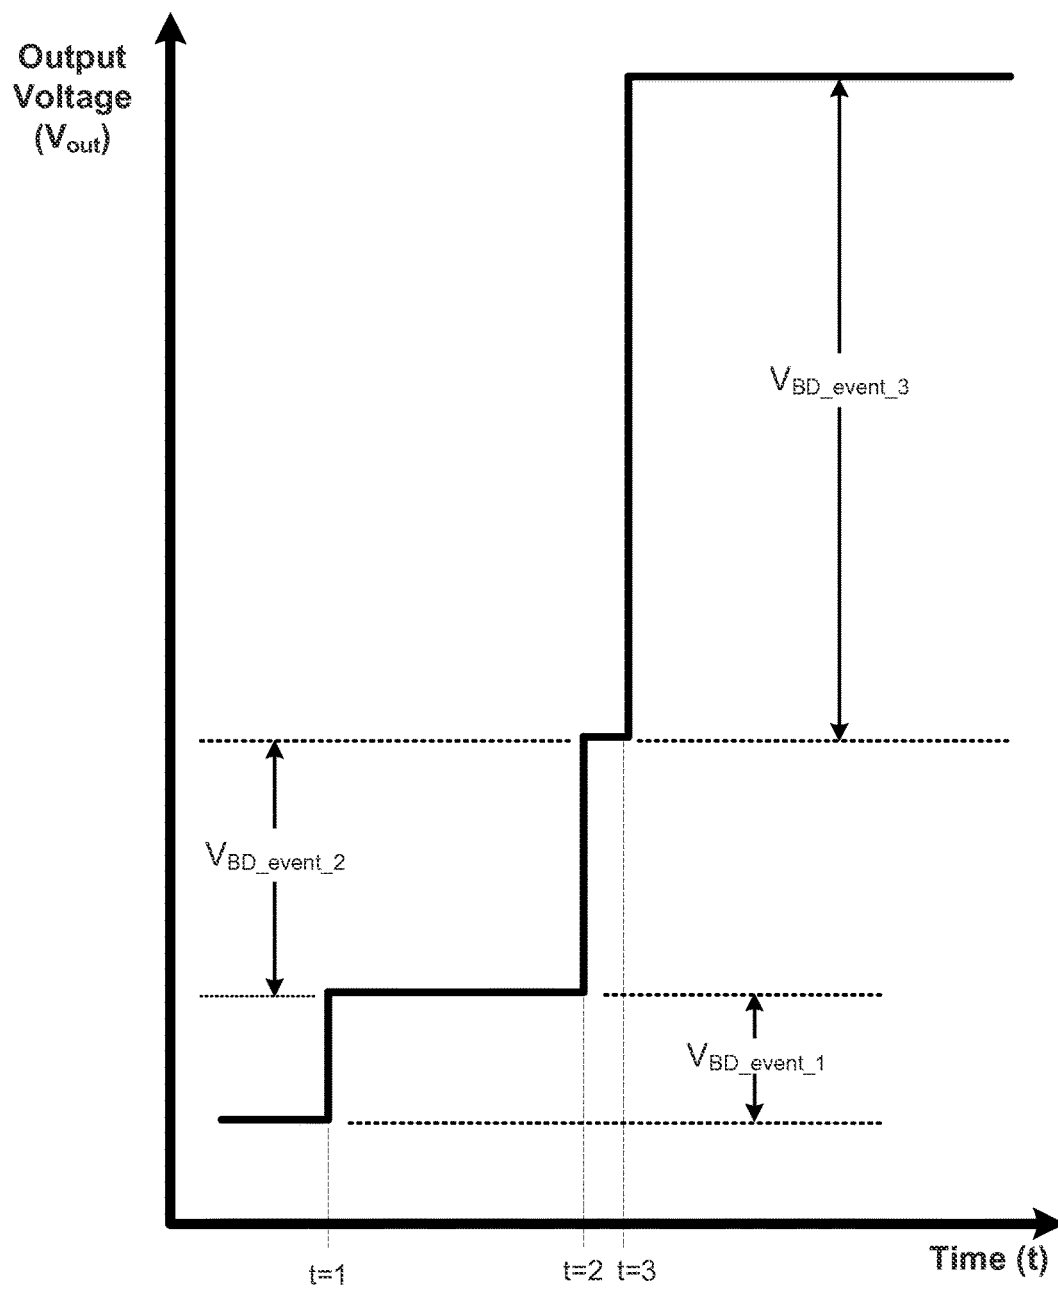 Output
Voltage
(Vout)
VBD_event_3
VBD_event_2
VBD_event_1
Time (t)
t=1
t=2
t=3